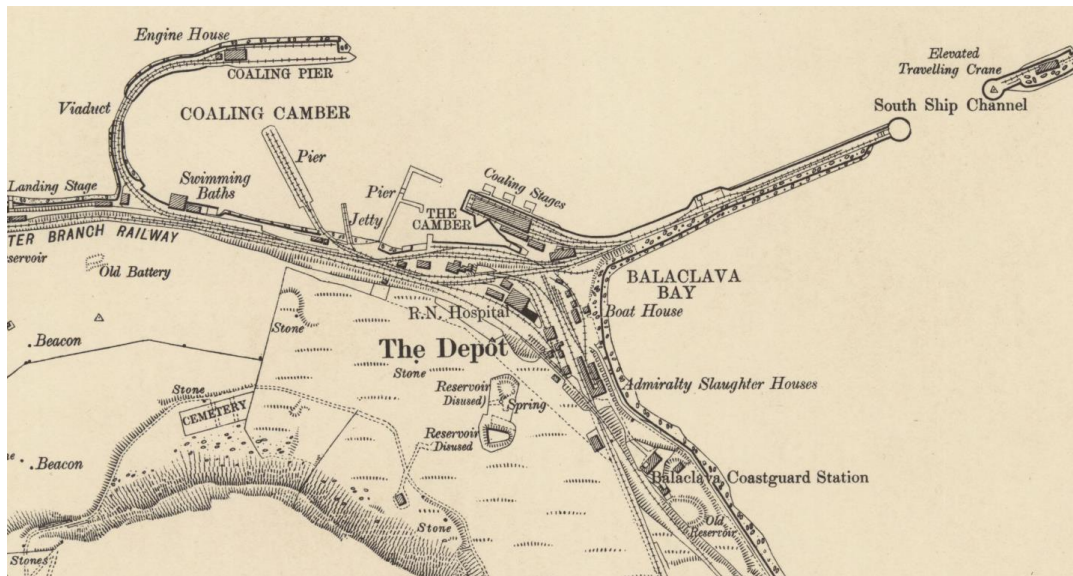 Engine House
COALING PIER
Elevated
Travelling Crane
South Ship Channel
Viaduct
COALING CAMBER
Pier
Landing Stage
Swimming
Baths
Pier
Coaling Stages
Jetty
THE
CAMBER
TER BRANCH RAILWAY
servoir
Old Battery
BALACLAVA
BAY
R.N. Hospital
Boat House
Stone
Beacon
The Depôt
Stone
Stone
Reservoir
Disused)
Admiralty Slaughter Houses
CEMETERY
Spring
Reservoir
Disused
Beacon
Balaclava Coastguard Station
Stone
Old
Reservoir
Stones